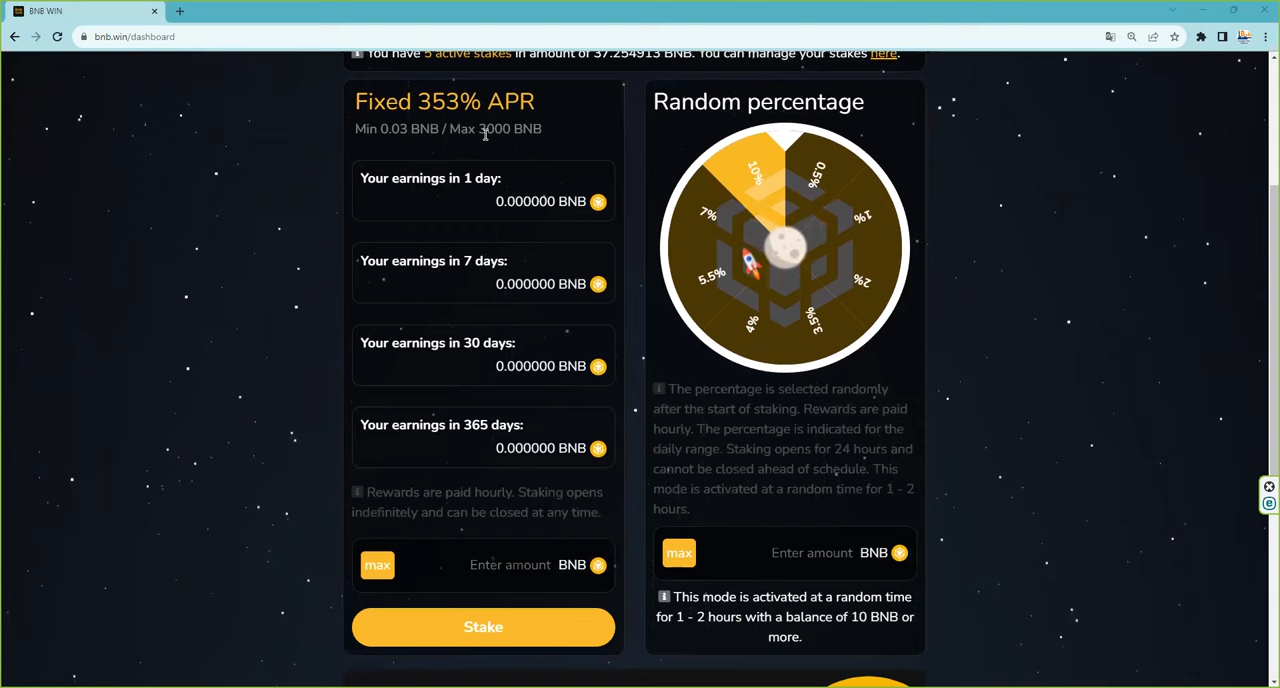 BNB WIN
bnb.win/dashboard
You have 5 active stakes in amount of 37.254913 BNB. You can manage your stakes here.
Fixed 353% APR
Min 0.03 BNB / Max 3000 BNB
Your earnings in 1 day:
0.000000 BNB
Your earnings in 7 days:
0.000000 BNB
Your earnings in 30 days:
0.000000 BNB
Your earnings in 365 days:
0.000000 BNB
Rewards are paid hourly. Staking opens
indefinitely and can be closed at any time.
max Enter amount BNB
Stake
Random percentage
10%
0.5%
1%
2%
3.5%
4%
5.5%
7%
The percentage is selected randomly
after the start of staking. Rewards are paid
hourly. The percentage is indicated for the
daily range. Staking opens for 24 hours and
cannot be closed ahead of schedule. This
mode is activated at a random time for 1 - 2
hours.
max Enter amount BNB
This mode is activated at a random time
for 1 - 2 hours with a balance of 10 BNB or
more.